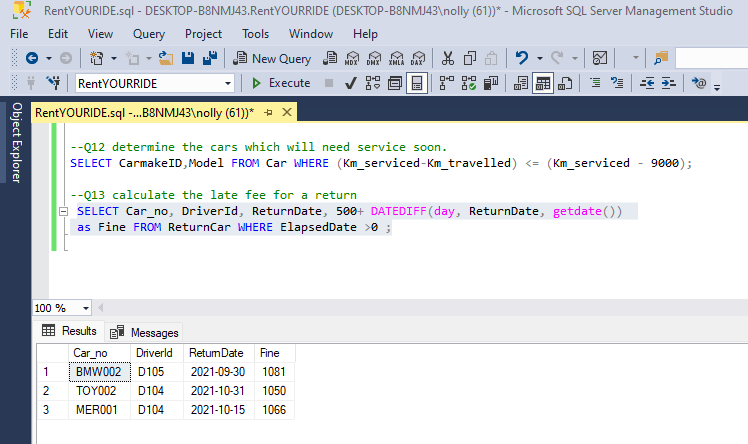 RentYOURIDE.sql - DESKTOP-B8NMJ43.RentYOURRIDE (DESKTOP-B8NMJ43\nolly (61))* - Microsoft SQL Server Management Studio
File Edit View Query Project Tools Window Help
New Query MDX DMX XMLA DAX
RentYOURRIDE Execute
Object Explorer
RentYOURIDE.sql -...B8NMJ43\nolly (61))*
--Q12 determine the cars which will need service soon.
SELECT CarmakeID,Model FROM Car WHERE (Km_serviced-Km_travelled) <= (Km_serviced - 9000);
--Q13 calculate the late fee for a return
SELECT Car_no, DriverId, ReturnDate, 500+ DATEDIFF(day, ReturnDate, getdate())
as Fine FROM ReturnCar WHERE ElapsedDate >0 ;
100 %
Results Messages
Car_no DriverId ReturnDate Fine
1 BMW002 D105 2021-09-30 1081
2 TOY002 D104 2021-10-31 1050
3 MER001 D104 2021-10-15 1066